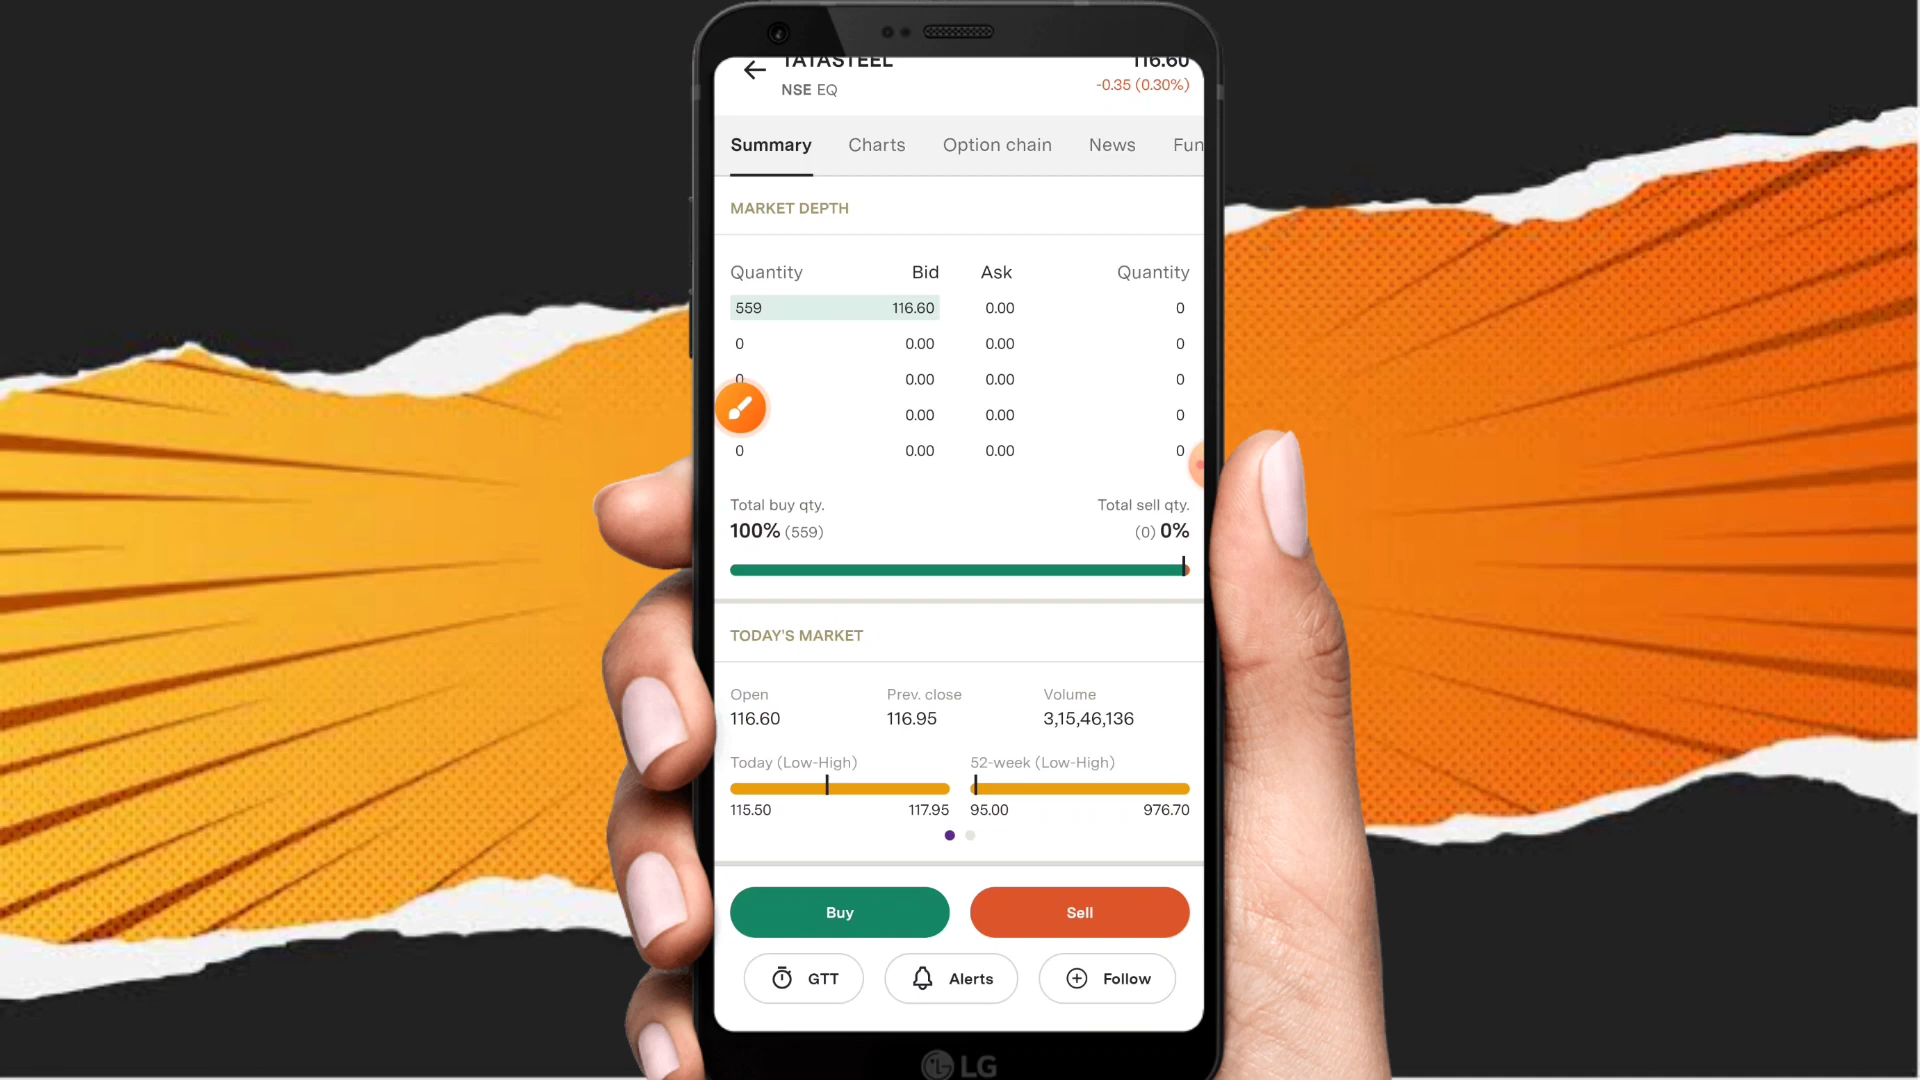 TATASTEEL 116.60
NSE EQ -0.35 (0.30%)
Summary Charts Option chain News Fun
MARKET DEPTH
Quantity Bid Ask Quantity
559 116.60 0.00 0
0 0.00 0.00 0
0 0.00 0.00 0
0.00 0.00 0
0 0.00 0.00 0
Total buy qty. Total sell qty.
100% (559) (0) 0%
TODAY'S MARKET
Open Prev. close Volume
116.60 116.95 3,15,46,136
Today (Low-High) 52-week (Low-High)
115.50 117.95 95.00 976.70
Buy Sell
GTT Alerts Follow
LG